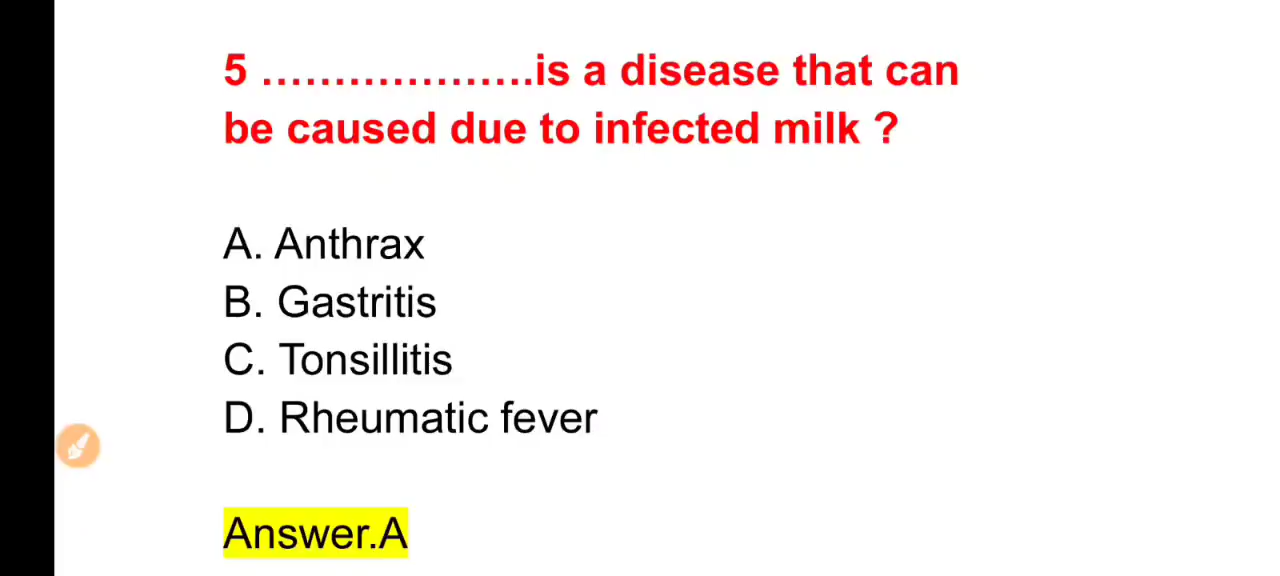 5 ………………..is a disease that can
be caused due to infected milk ?
A. Anthrax
B. Gastritis
C. Tonsillitis
D. Rheumatic fever
Answer.A